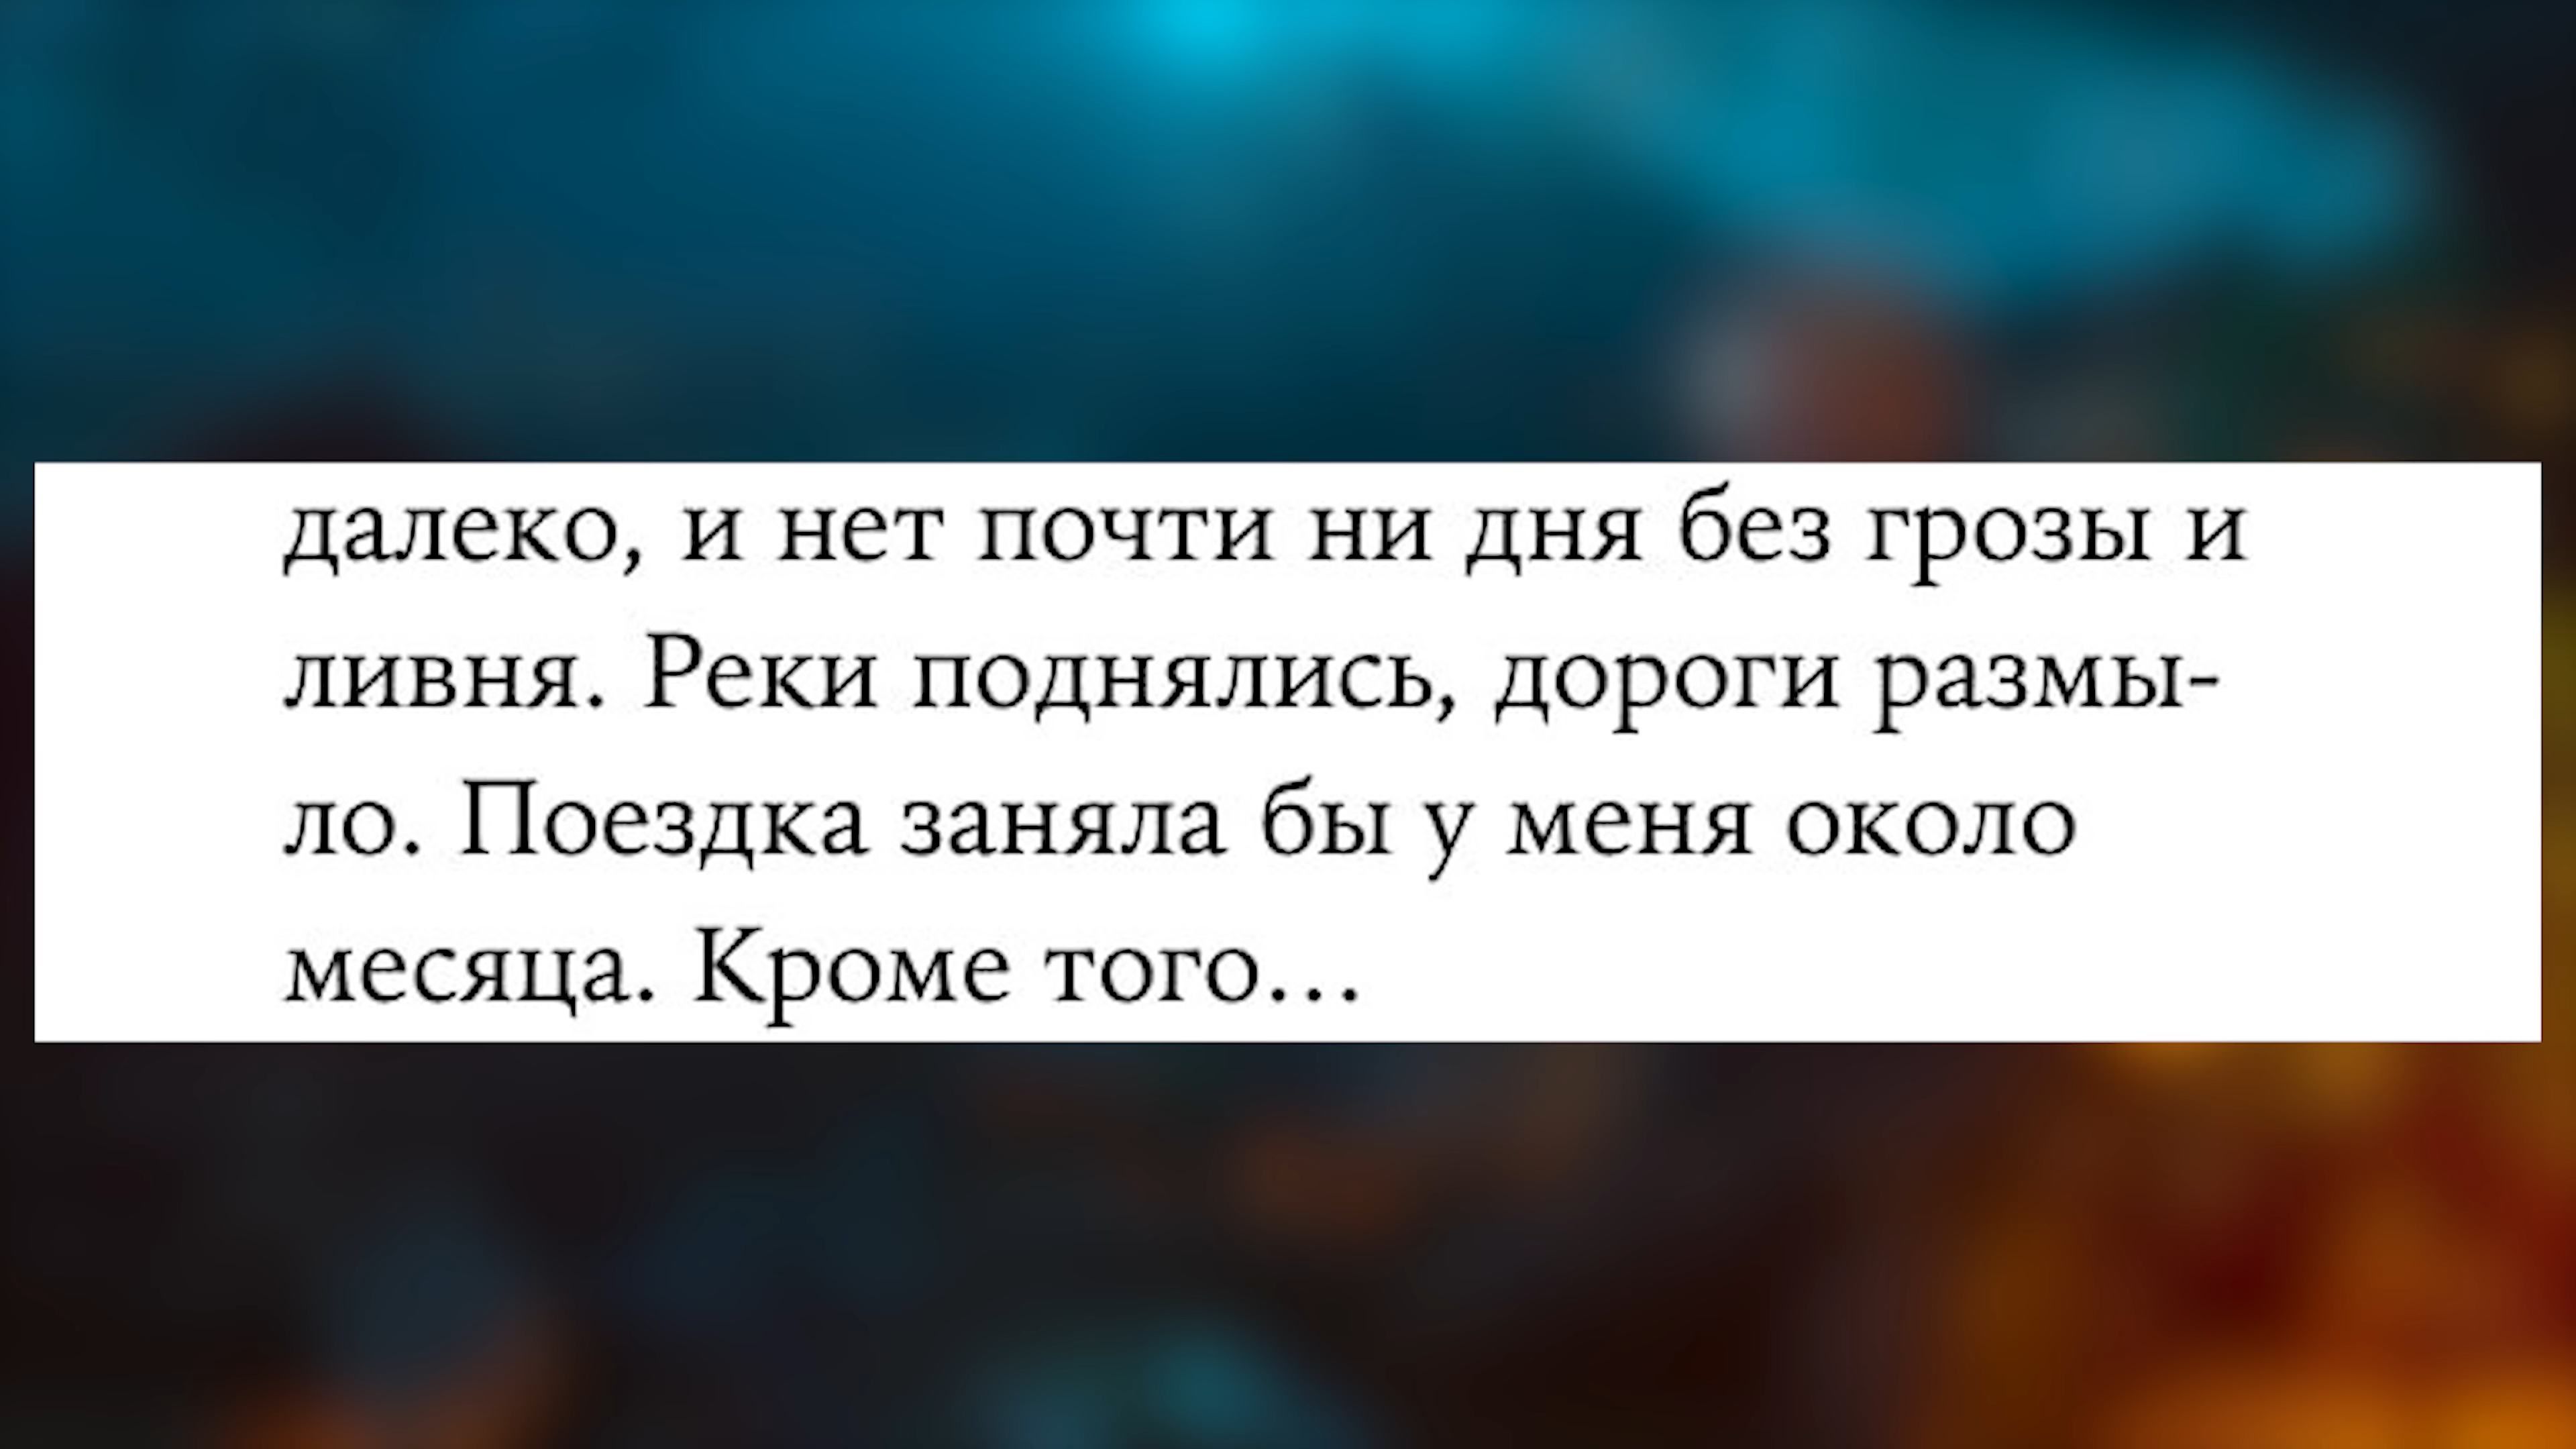 далеко, и нет почти ни дня без грозы и
ливня. Реки поднялись, дороги размы-
ло. Поездка заняла бы у меня около
месяца. Кроме того...